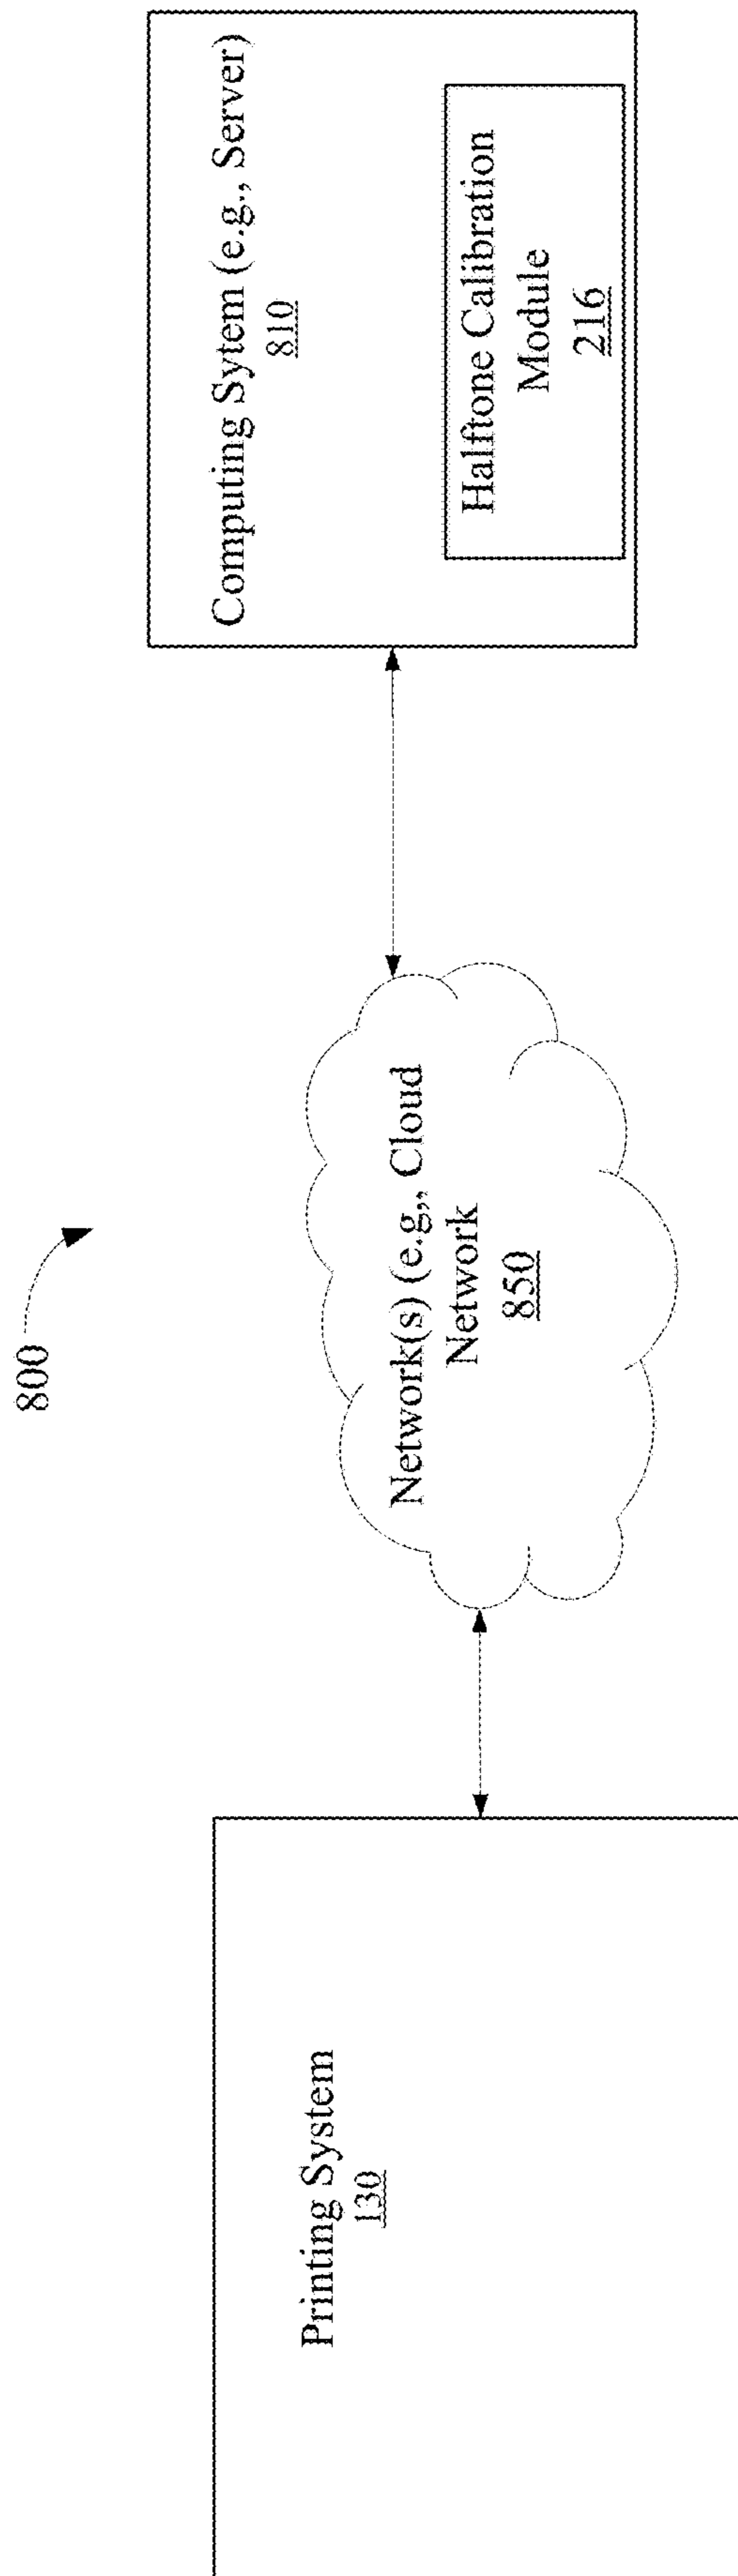 800
Printing System
130
Network(s) (e.g,, Cloud
Network
850
Computing Sytem (e.g., Server)
810
Halftone Calibration
Module
216